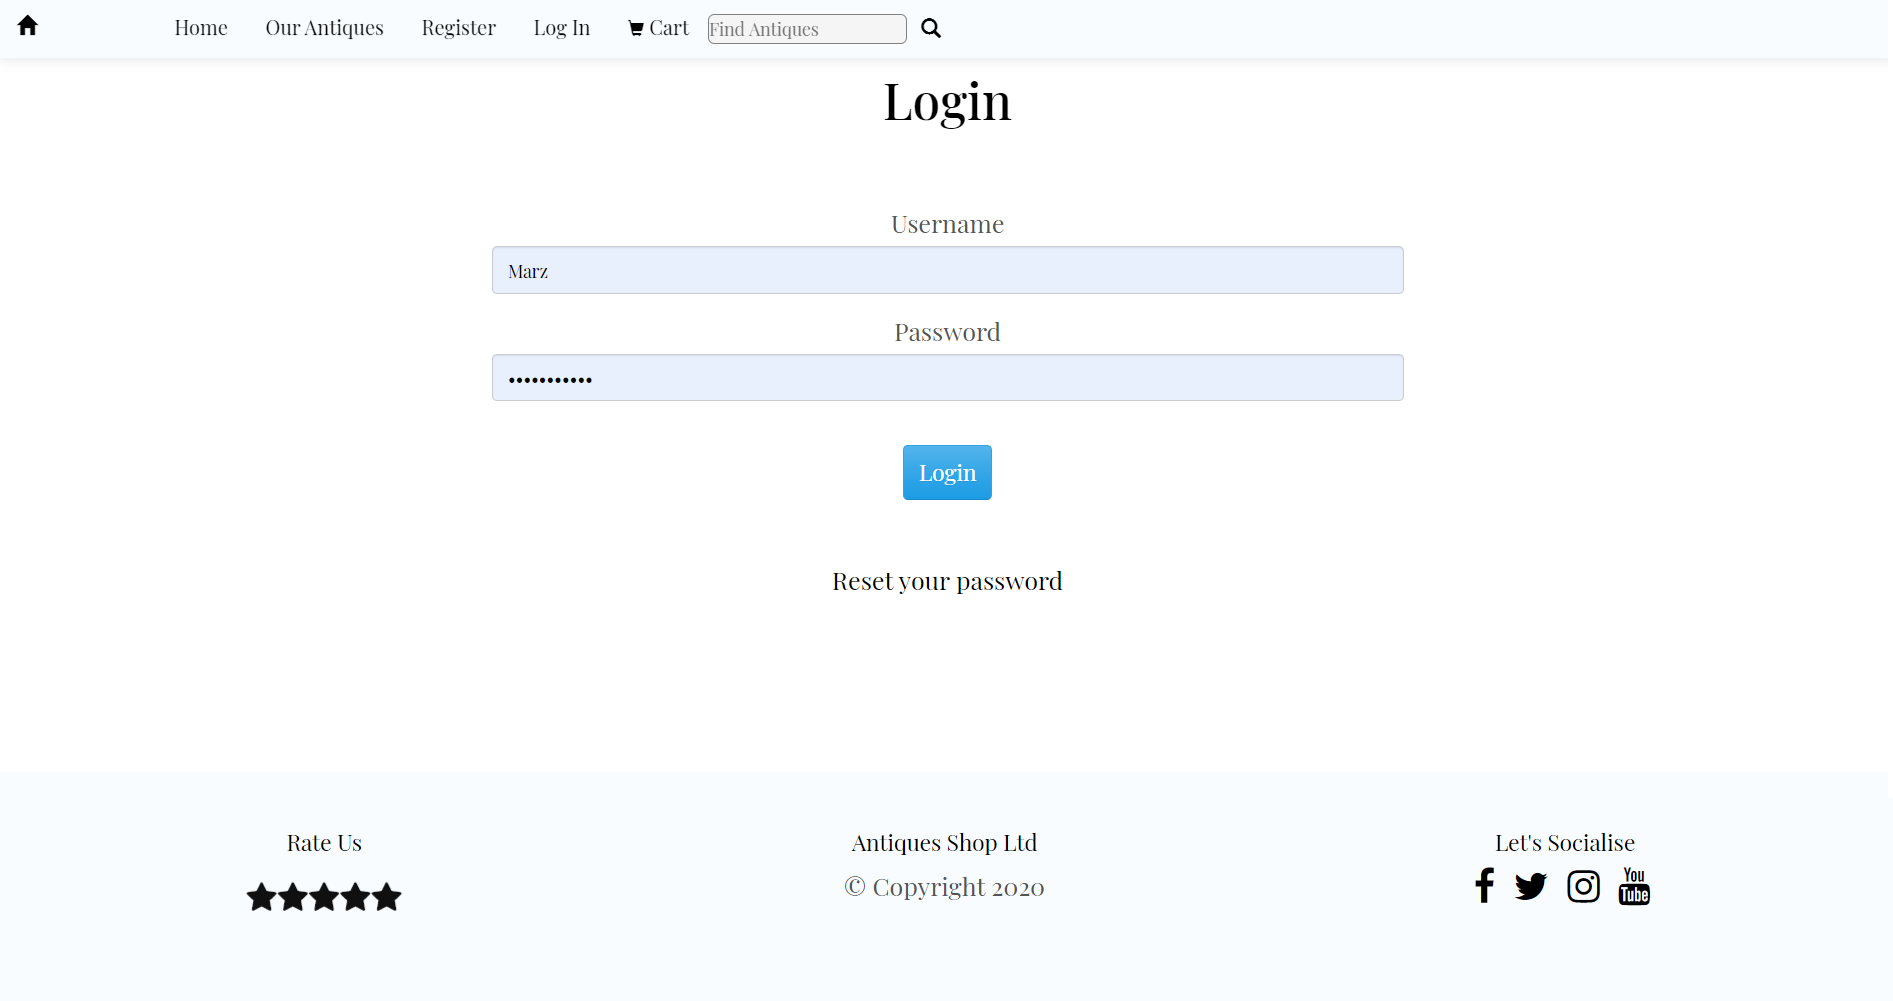 Home Our Antiques Register Log In Cart Find Antiques
Login
Username
Marz
Password
•••••••••••
Login
Reset your password
Rate Us
Antiques Shop Ltd
© Copyright 2020
Let's Socialise
You
Tube